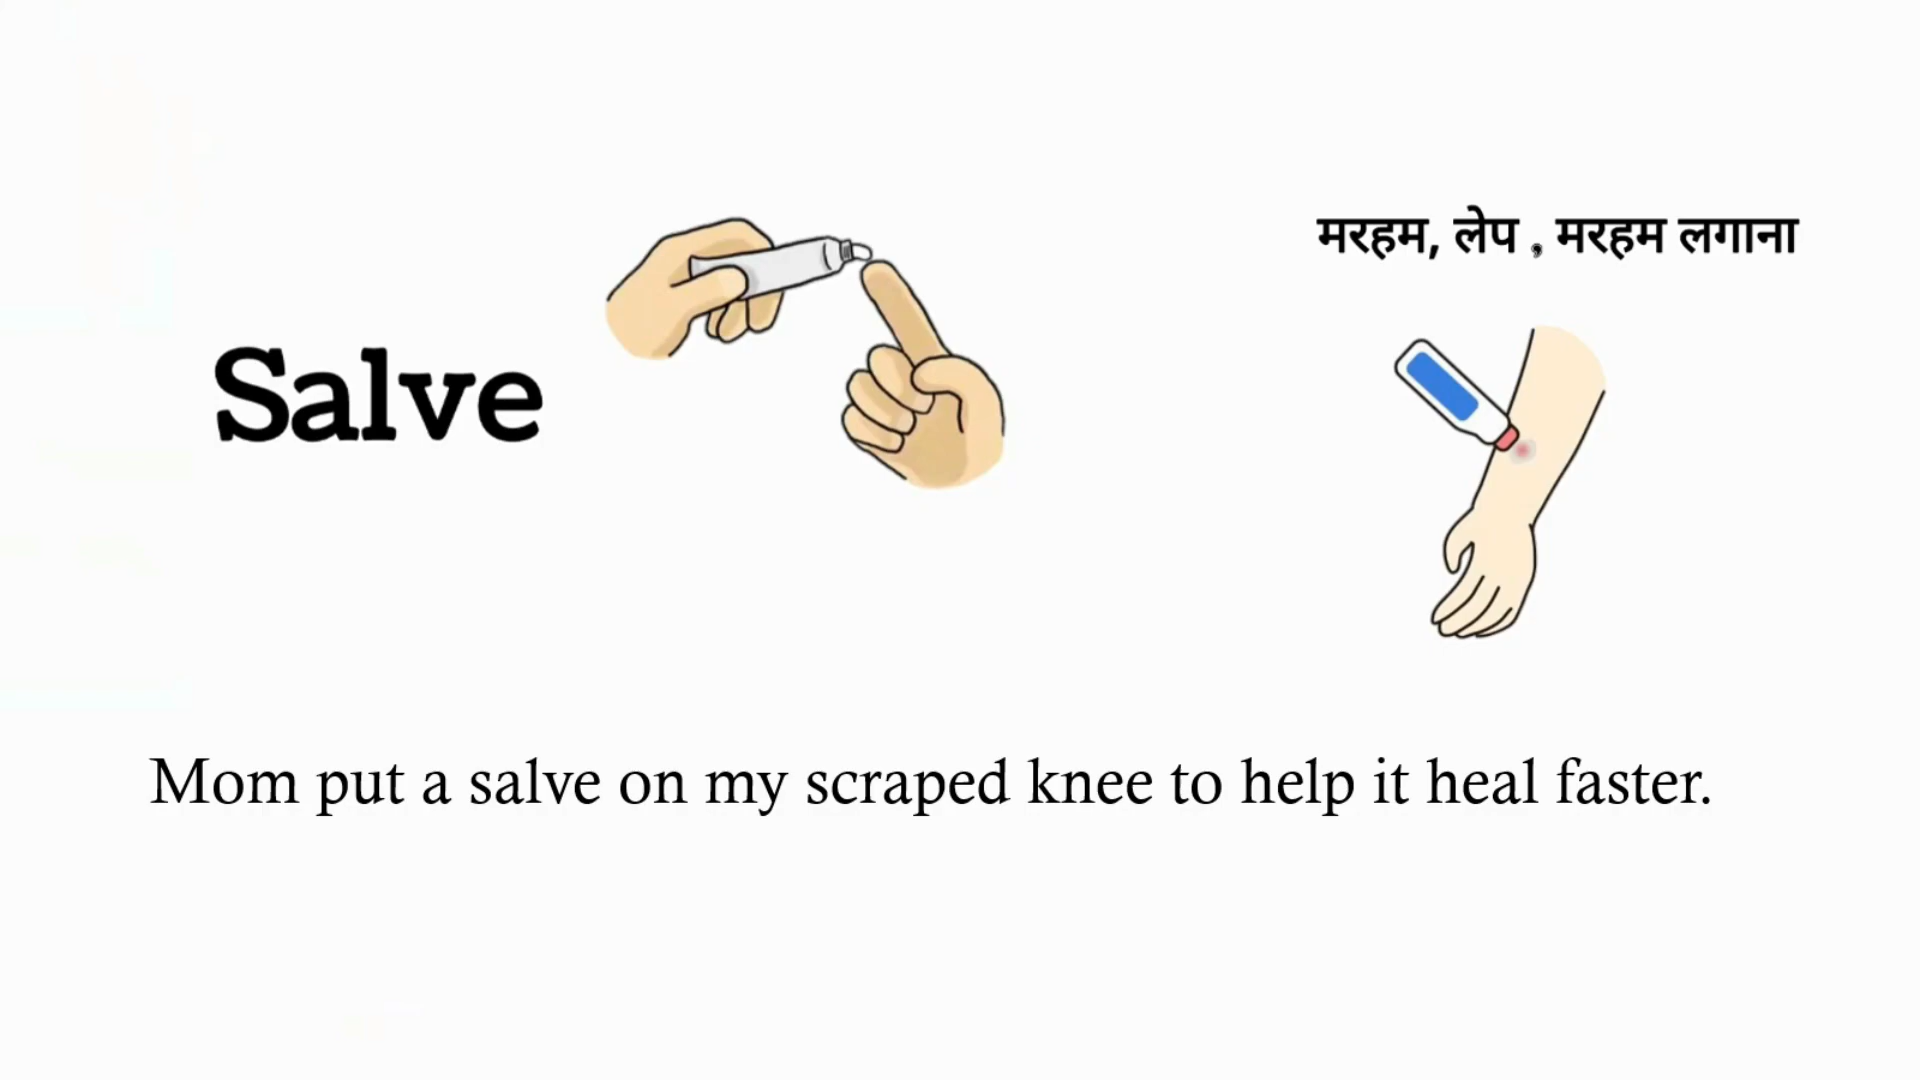 मरहम, लेप , मरहम लगाना
Salve
Mom put a salve on my scraped knee to help it heal faster.